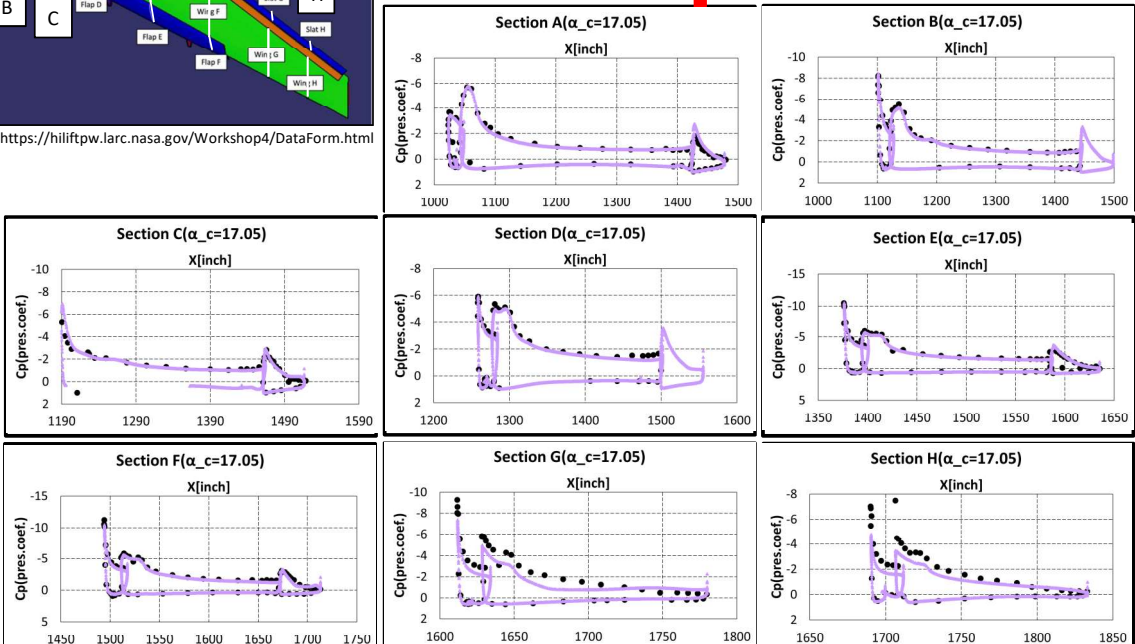 B
C
Flap D
Flap E
Flap F
Wing F
Wing G
Wing H
Slat H
https://hiliftpw.larc.nasa.gov/Workshop4/DataForm.html
Section A(α_c=17.05)
X[inch]
Cp(pres.coef.)
-8
-6
-4
-2
0
2
1000 1100 1200 1300 1400 1500
Section B(α_c=17.05)
X[inch]
Cp(pres.coef.)
-10
-8
-6
-4
-2
0
2
1000 1100 1200 1300 1400 1500
Section C(α_c=17.05)
X[inch]
Cp(pres.coef.)
-10
-8
-6
-4
-2
0
2
1190 1290 1390 1490 1590
Section D(α_c=17.05)
X[inch]
Cp(pres.coef.)
-8
-6
-4
-2
0
2
1200 1300 1400 1500 1600
Section E(α_c=17.05)
X[inch]
Cp(pres.coef.)
-15
-10
-5
0
5
1350 1400 1450 1500 1550 1600 1650
Section F(α_c=17.05)
X[inch]
Cp(pres.coef.)
-15
-10
-5
0
5
1450 1500 1550 1600 1650 1700 1750
Section G(α_c=17.05)
X[inch]
Cp(pres.coef.)
-10
-8
-6
-4
-2
0
2
1600 1650 1700 1750 1800
Section H(α_c=17.05)
X[inch]
Cp(pres.coef.)
-8
-6
-4
-2
0
2
1650 1700 1750 1800 1850